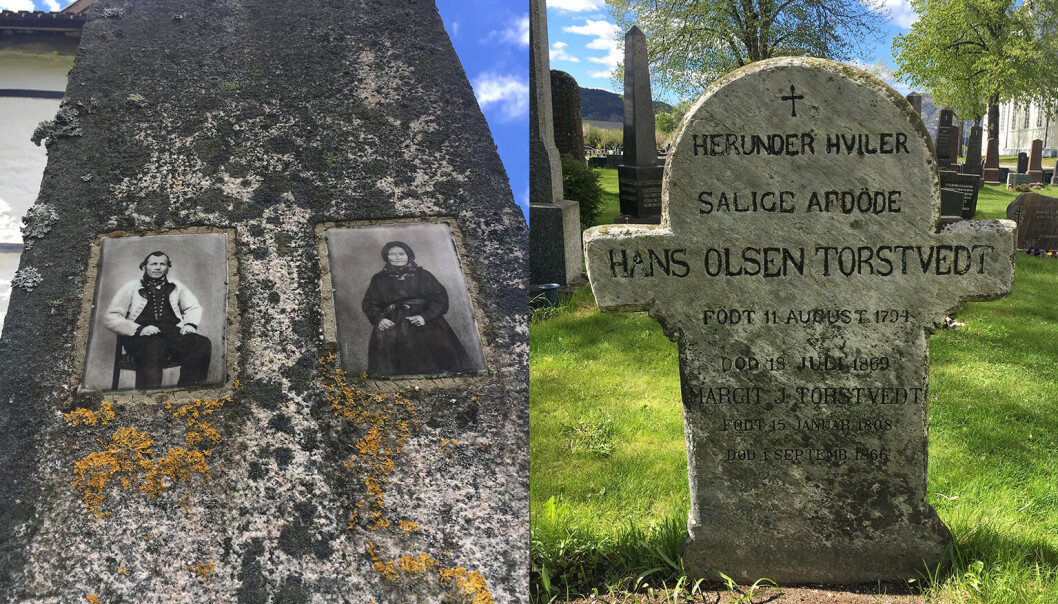 HERUNDER HVILER
SALIGE AFDÖDE
HANS OLSEN TORSTVEDT
FÖDT 11 AUGUST 1794
DÖD 18 JULI 1869
MARGIT J. TORSTVEDT
FÖDT 15 JANUAR 1808
DØD 1 SEPTEMB. 1866